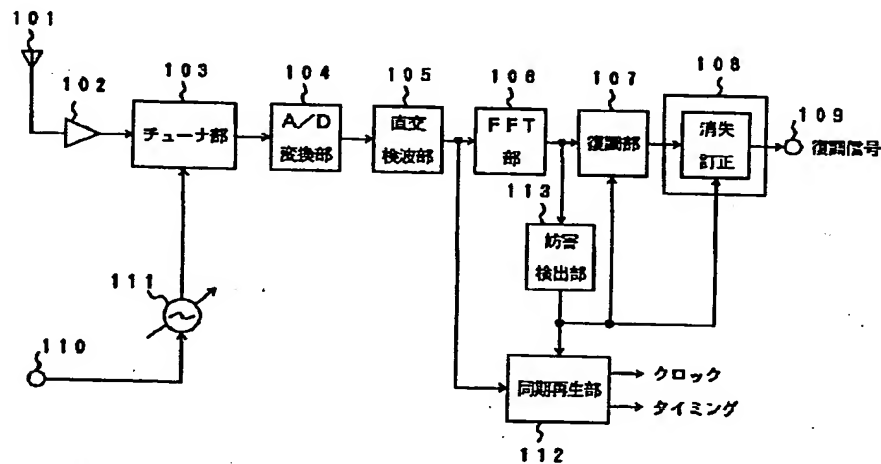 101
102
103
チューナ部
104
A/D
変換部
105
直交
検波部
106
FFT
部
107
復調部
108
消失
訂正
109
復調信号
113
妨害
検出部
111
110
同期再生部
クロック
タイミング
112